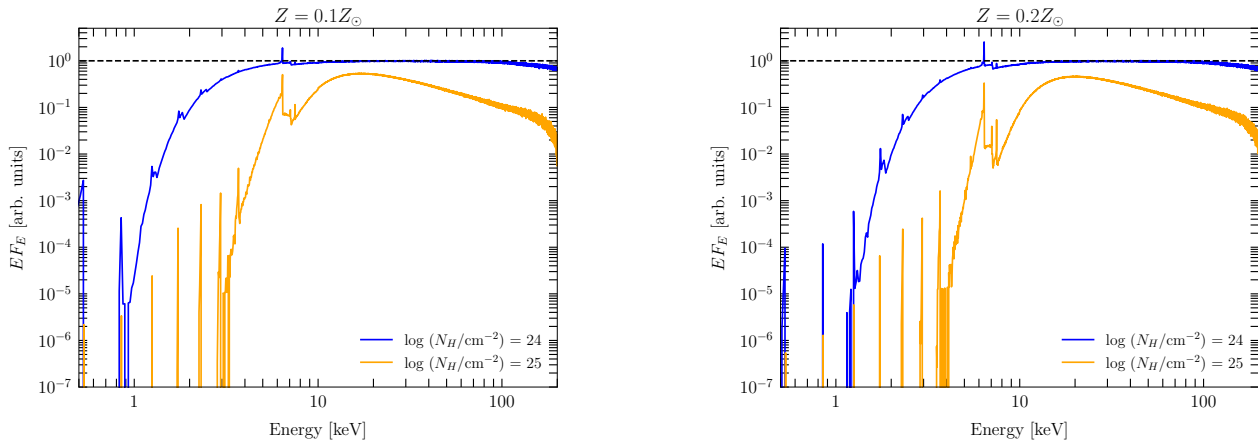 Z = 0.1Z⊙
EF_E [arb. units]
10^0
10^-1
10^-2
10^-3
10^-4
10^-5
10^-6
10^-7
log (N_H/cm^-2) = 24
log (N_H/cm^-2) = 25
1
10
100
Energy [keV]
Z = 0.2Z⊙
EF_E [arb. units]
10^0
10^-1
10^-2
10^-3
10^-4
10^-5
10^-6
10^-7
log (N_H/cm^-2) = 24
log (N_H/cm^-2) = 25
1
10
100
Energy [keV]